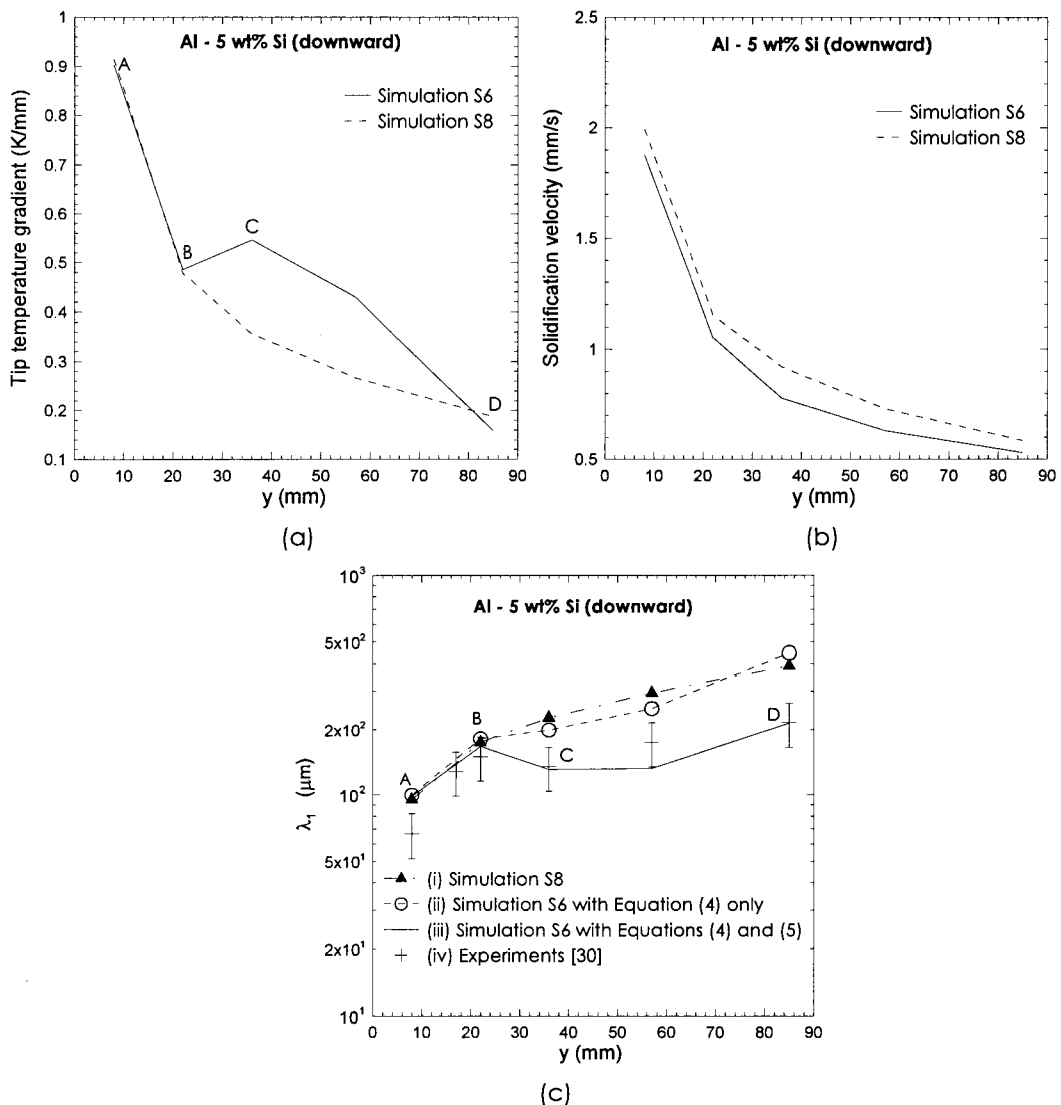 Al - 5 wt% Si (downward)
Simulation S6
Simulation S8
A
B
C
D
Tip temperature gradient (K/mm)
1
0.9
0.8
0.7
0.6
0.5
0.4
0.3
0.2
0.1
0 10 20 30 40 50 60 70 80 90
y (mm)
(a)
Al - 5 wt% Si (downward)
Simulation S6
Simulation S8
Solidification velocity (mm/s)
2.5
2
1.5
1
0.5
0 10 20 30 40 50 60 70 80 90
y (mm)
(b)
Al - 5 wt% Si (downward)
A
B
C
D
λ₁ (μm)
10³
5x10²
2x10²
10²
5x10¹
2x10¹
10¹
(i) Simulation S8
(ii) Simulation S6 with Equation (4) only
(iii) Simulation S6 with Equations (4) and (5)
(iv) Experiments [30]
0 10 20 30 40 50 60 70 80 90
y (mm)
(c)